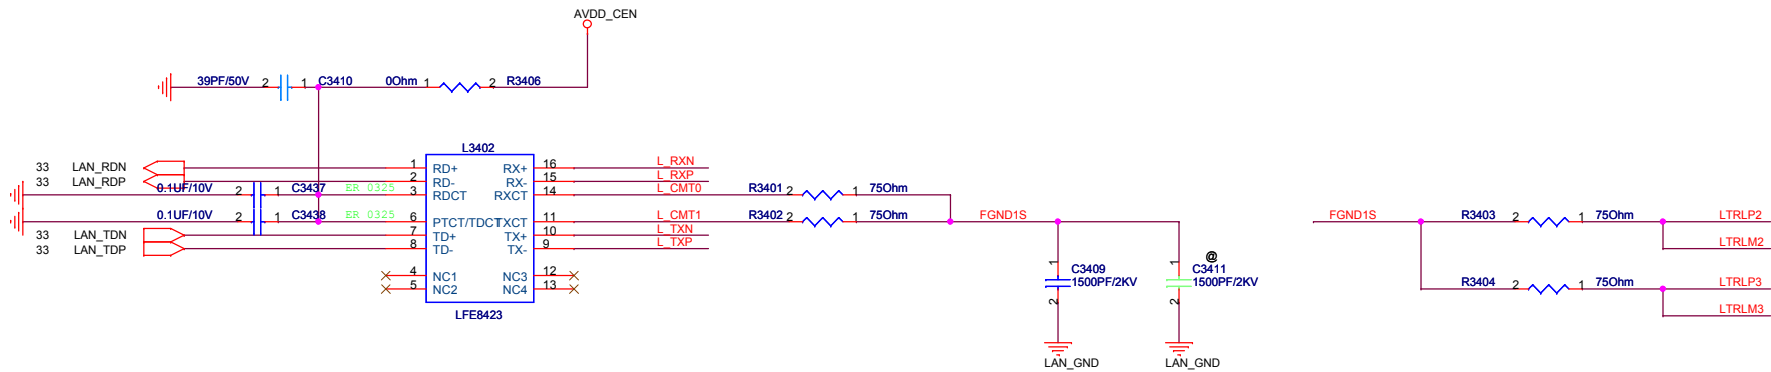 AVDD_CEN
39PF/50V 2 1 C3410 0Ohm 1 2 R3406
L3402
33 LAN_RDN 1 RD+ RX+ 16 L_RXN
33 LAN_RDP 2 RD- RX- 15 L_RXP
0.1UF/10V 2 1 C3437 ER 0325 3 RDCT RXCT 14 L_CMT0 R3401 2 1 75Ohm
0.1UF/10V 2 1 C3438 ER 0325 6 PTCT/TDCT TXCT 11 L_CMT1 R3402 2 1 75Ohm FGND1S FGND1S R3403 2 1 75Ohm LTRLP2
33 LAN_TDN 7 TD+ TX+ 10 L_TXN
33 LAN_TDP 8 TD- TX- 9 L_TXP LTRLM2
4 NC1 NC3 12
5 NC2 NC4 13
1 C3409 1500PF/2KV 2
@
1 C3411 1500PF/2KV 2
R3404 2 1 75Ohm LTRLP3
LTRLM3
LFE8423
LAN_GND LAN_GND